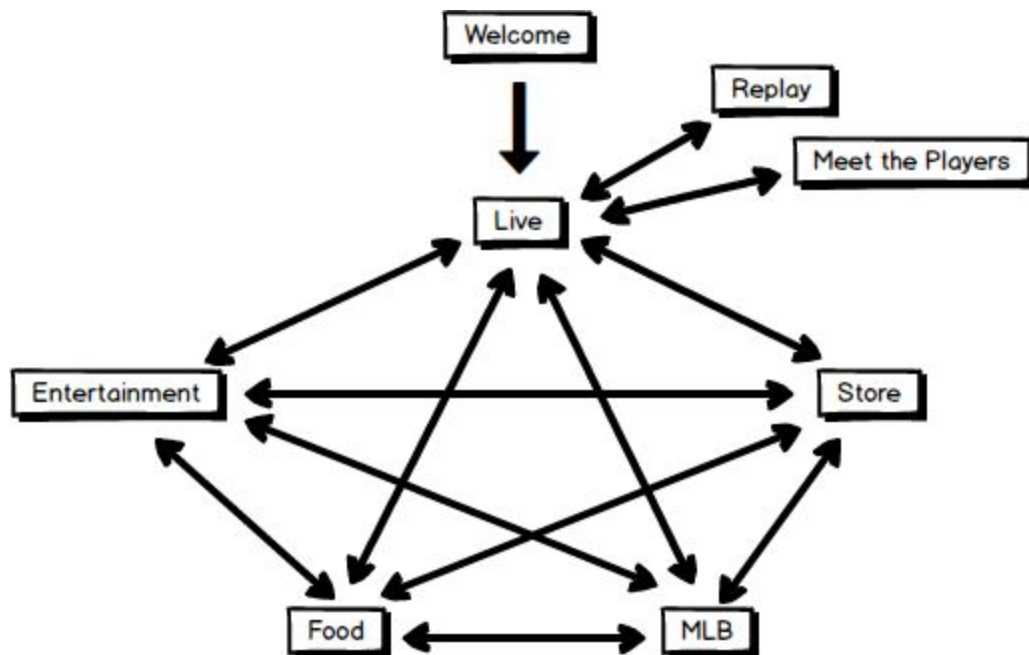 Welcome
Replay
Meet the Players
Live
Entertainment
Store
Food
MLB